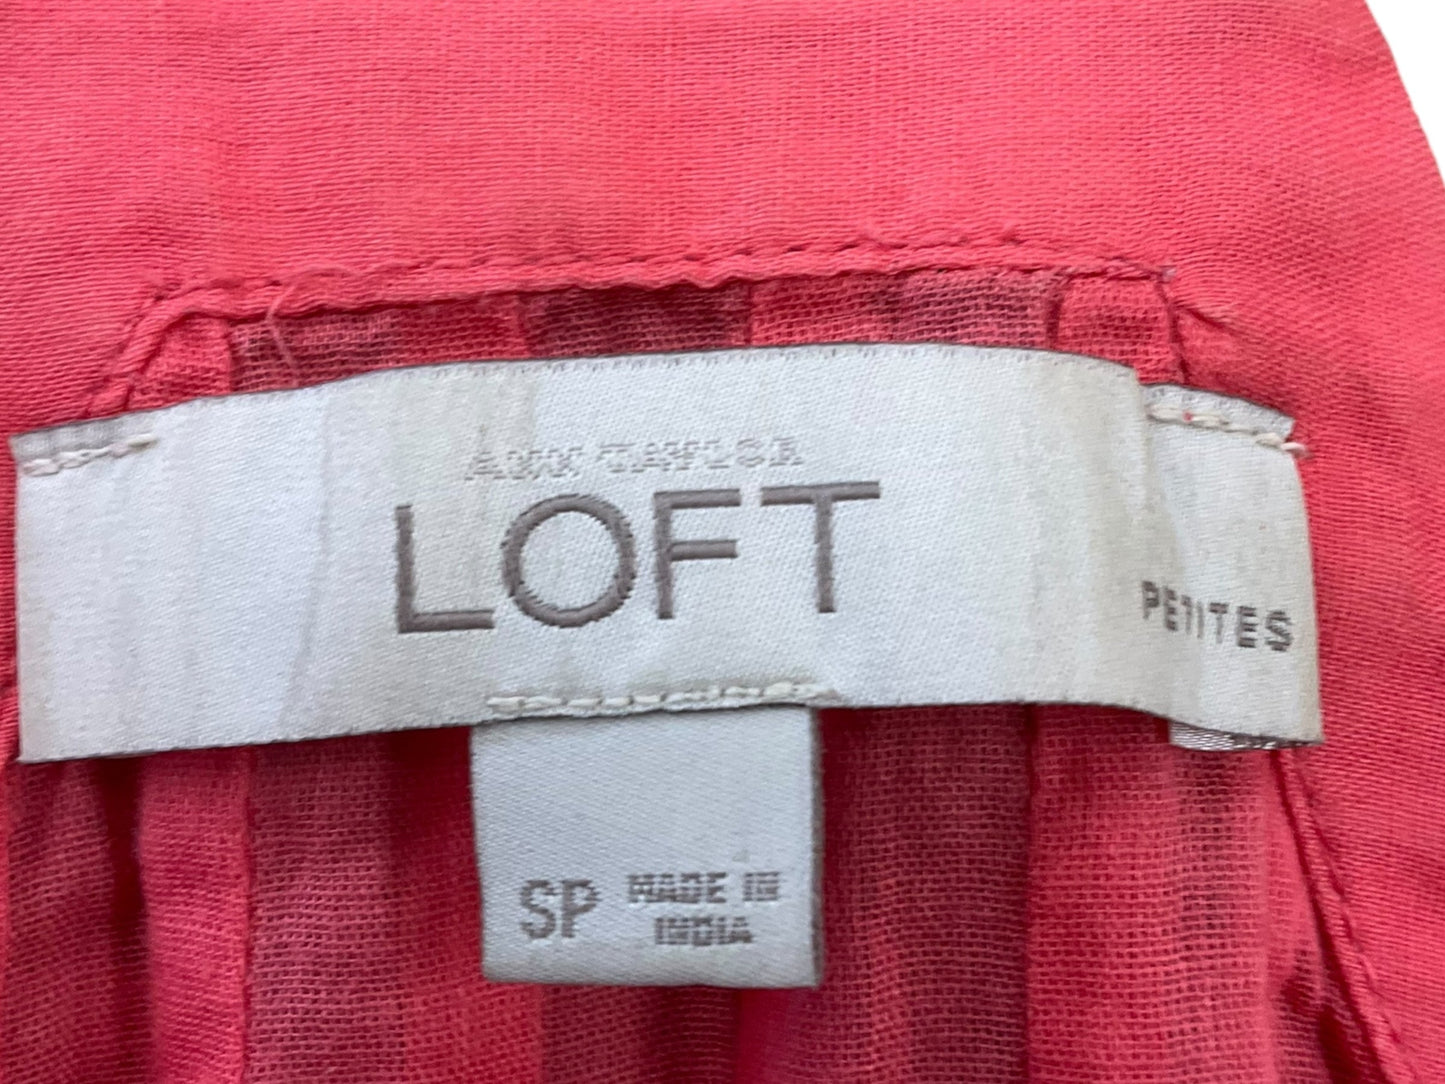 ANN TAYLOR
LOFT
PETITES
SP
MADE IN
INDIA